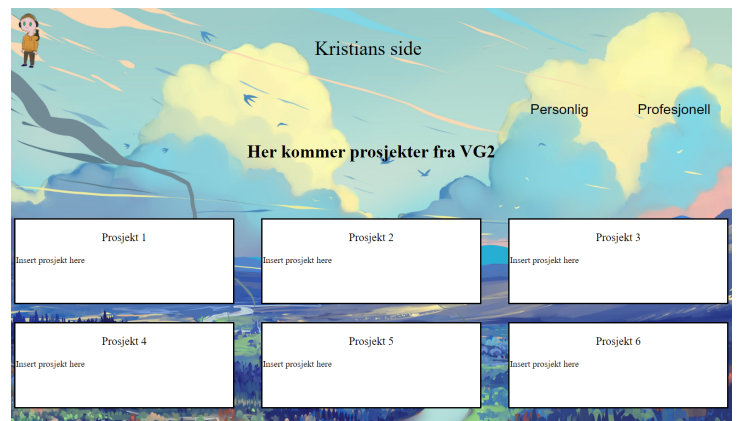 Kristians side
Personlig
Profesjonell
Her kommer prosjekter fra VG2
Prosjekt 1
Insert prosjekt here
Prosjekt 2
Insert prosjekt here
Prosjekt 3
Insert prosjekt here
Prosjekt 4
Insert prosjekt here
Prosjekt 5
Insert prosjekt here
Prosjekt 6
Insert prosjekt here